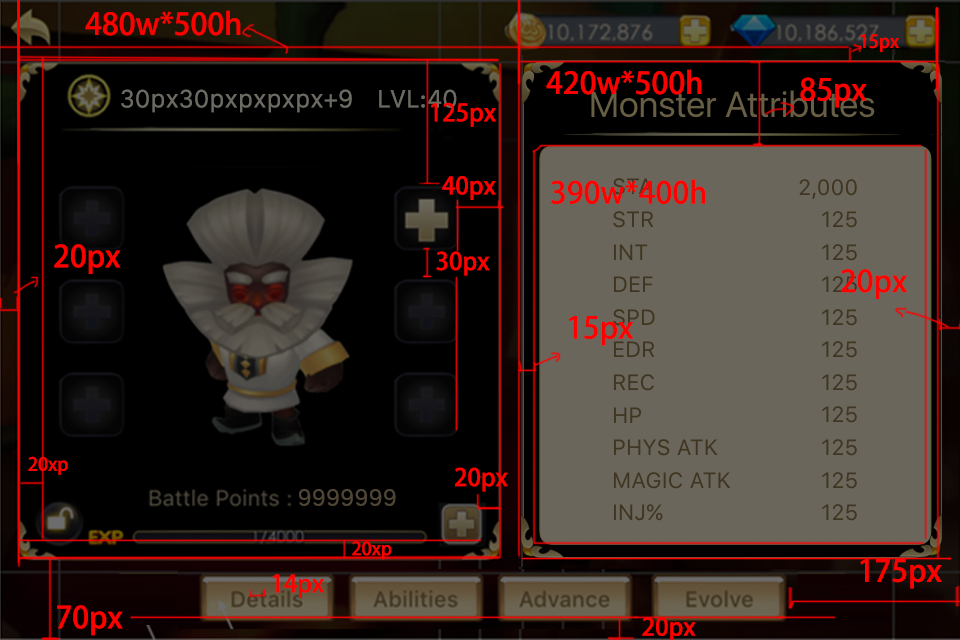 480w*500h
10,172,876
10,186,527
15px
30px30pxpxpxpx+9 LVL:40
125px
420w*500h
85px
Monster Attributes
40px
390w*400h
STA 2,000
STR 125
20px
30px
INT 125
DEF 125
20px
15px
SPD 125
EDR 125
REC 125
HP 125
PHYS ATK 125
20xp
20px
MAGIC ATK 125
Battle Points : 9999999
INJ% 125
EXP 1/4000
20xp
175px
14px
Details
Abilities
Advance
Evolve
70px
20px